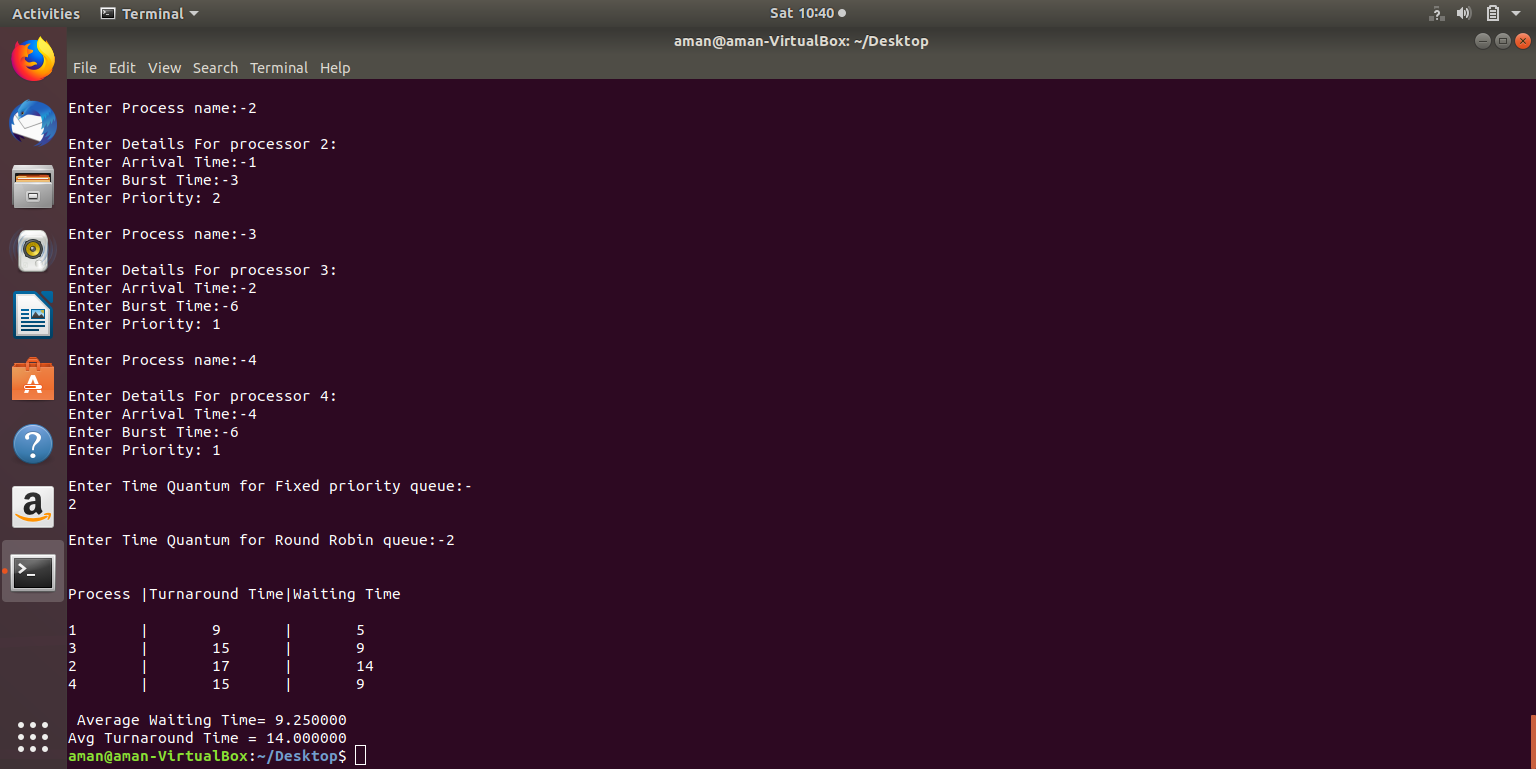 Activities Terminal Sat 10:40
aman@aman-VirtualBox: ~/Desktop
File Edit View Search Terminal Help
Enter Process name:-2
Enter Details For processor 2:
Enter Arrival Time:-1
Enter Burst Time:-3
Enter Priority: 2
Enter Process name:-3
Enter Details For processor 3:
Enter Arrival Time:-2
Enter Burst Time:-6
Enter Priority: 1
Enter Process name:-4
Enter Details For processor 4:
Enter Arrival Time:-4
Enter Burst Time:-6
Enter Priority: 1
Enter Time Quantum for Fixed priority queue:-
2
Enter Time Quantum for Round Robin queue:-2
Process |Turnaround Time|Waiting Time
1 | 9 | 5
3 | 15 | 9
2 | 17 | 14
4 | 15 | 9
Average Waiting Time= 9.250000
Avg Turnaround Time = 14.000000
aman@aman-VirtualBox:~/Desktop$